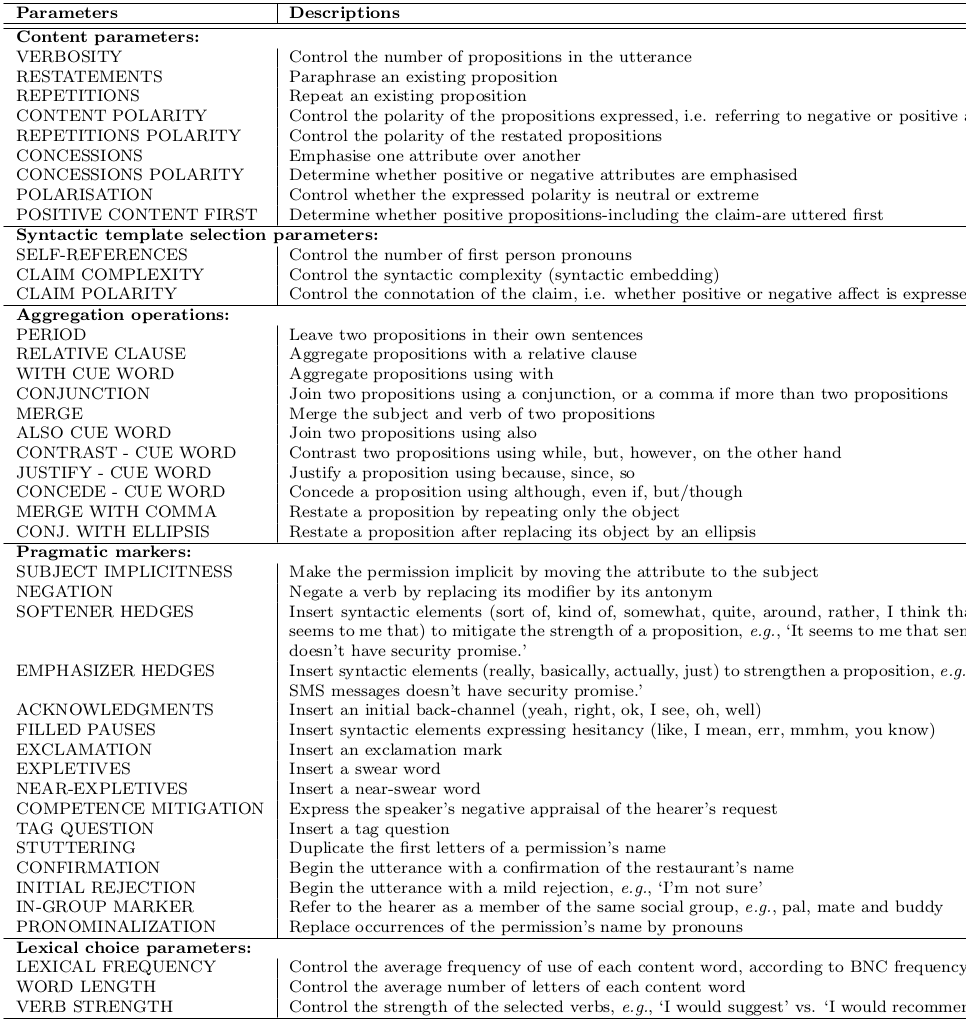 Parameters Descriptions
Content parameters:
VERBOSITY Control the number of propositions in the utterance
RESTATEMENTS Paraphrase an existing proposition
REPETITIONS Repeat an existing proposition
CONTENT POLARITY Control the polarity of the propositions expressed, i.e. referring to negative or positive
REPETITIONS POLARITY Control the polarity of the restated propositions
CONCESSIONS Emphasise one attribute over another
CONCESSIONS POLARITY Determine whether positive or negative attributes are emphasised
POLARISATION Control whether the expressed polarity is neutral or extreme
POSITIVE CONTENT FIRST Determine whether positive propositions-including the claim-are uttered first
Syntactic template selection parameters:
SELF-REFERENCES Control the number of first person pronouns
CLAIM COMPLEXITY Control the syntactic complexity (syntactic embedding)
CLAIM POLARITY Control the connotation of the claim, i.e. whether positive or negative affect is expresse
Aggregation operations:
PERIOD Leave two propositions in their own sentences
RELATIVE CLAUSE Aggregate propositions with a relative clause
WITH CUE WORD Aggregate propositions using with
CONJUNCTION Join two propositions using a conjunction, or a comma if more than two propositions
MERGE Merge the subject and verb of two propositions
ALSO CUE WORD Join two propositions using also
CONTRAST - CUE WORD Contrast two propositions using while, but, however, on the other hand
JUSTIFY - CUE WORD Justify a proposition using because, since, so
CONCEDE - CUE WORD Concede a proposition using although, even if, but/though
MERGE WITH COMMA Restate a proposition by repeating only the object
CONJ. WITH ELLIPSIS Restate a proposition after replacing its object by an ellipsis
Pragmatic markers:
SUBJECT IMPLICITNESS Make the permission implicit by moving the attribute to the subject
NEGATION Negate a verb by replacing its modifier by its antonym
SOFTENER HEDGES Insert syntactic elements (sort of, kind of, somewhat, quite, around, rather, I think tha
seems to me that) to mitigate the strength of a proposition, e.g., ‘It seems to me that sen
doesn’t have security promise.’
EMPHASIZER HEDGES Insert syntactic elements (really, basically, actually, just) to strengthen a proposition, e.g.
SMS messages doesn’t have security promise.’
ACKNOWLEDGMENTS Insert an initial back-channel (yeah, right, ok, I see, oh, well)
FILLED PAUSES Insert syntactic elements expressing hesitancy (like, I mean, err, mmhm, you know)
EXCLAMATION Insert an exclamation mark
EXPLETIVES Insert a swear word
NEAR-EXPLETIVES Insert a near-swear word
COMPETENCE MITIGATION Express the speaker’s negative appraisal of the hearer’s request
TAG QUESTION Insert a tag question
STUTTERING Duplicate the first letters of a permission’s name
CONFIRMATION Begin the utterance with a confirmation of the restaurant’s name
INITIAL REJECTION Begin the utterance with a mild rejection, e.g., ‘I’m not sure’
IN-GROUP MARKER Refer to the hearer as a member of the same social group, e.g., pal, mate and buddy
PRONOMINALIZATION Replace occurrences of the permission’s name by pronouns
Lexical choice parameters:
LEXICAL FREQUENCY Control the average frequency of use of each content word, according to BNC frequency
WORD LENGTH Control the average number of letters of each content word
VERB STRENGTH Control the strength of the selected verbs, e.g., ‘I would suggest’ vs. ‘I would recommen